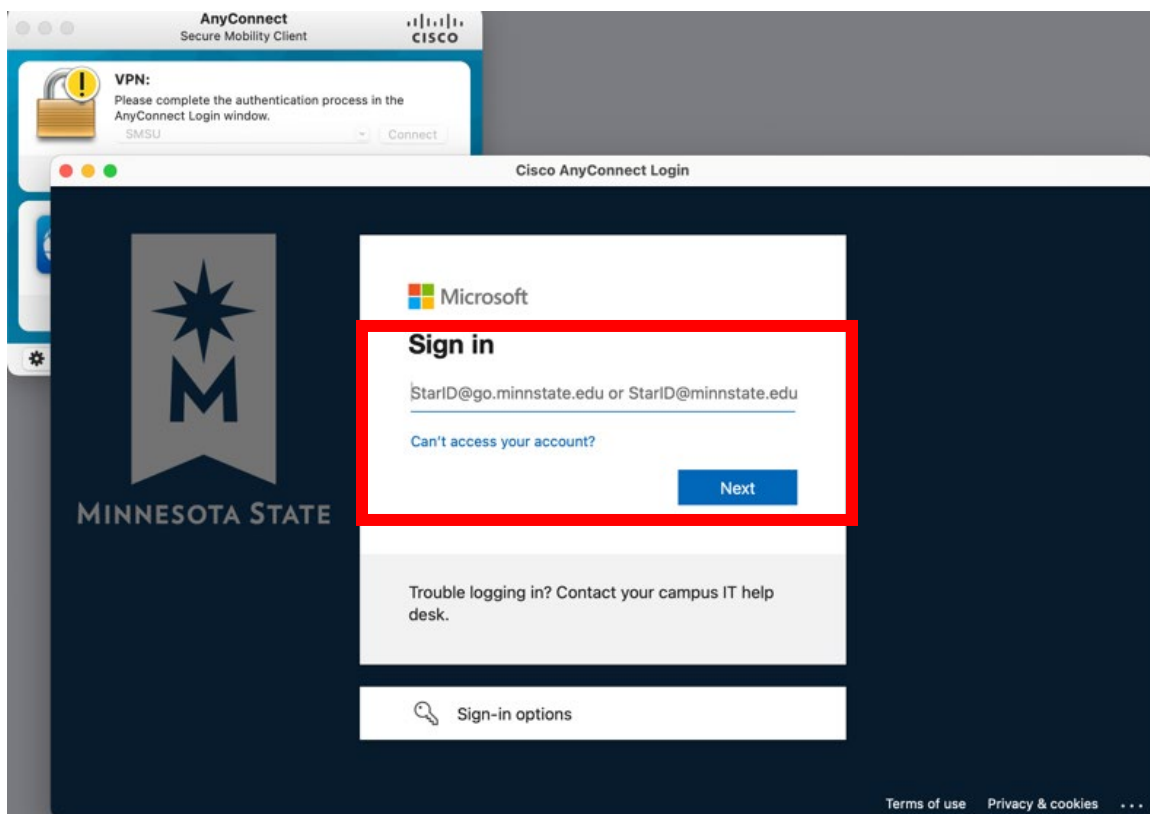 AnyConnect
Secure Mobility Client
CISCO
VPN:
Please complete the authentication process in the
AnyConnect Login window.
SMSU
Connect
Cisco AnyConnect Login
M
MINNESOTA STATE
Microsoft
Sign in
StarID@go.minnstate.edu or StarID@minnstate.edu
Can't access your account?
Next
Trouble logging in? Contact your campus IT help
desk.
Sign-in options
Terms of use Privacy & cookies ...